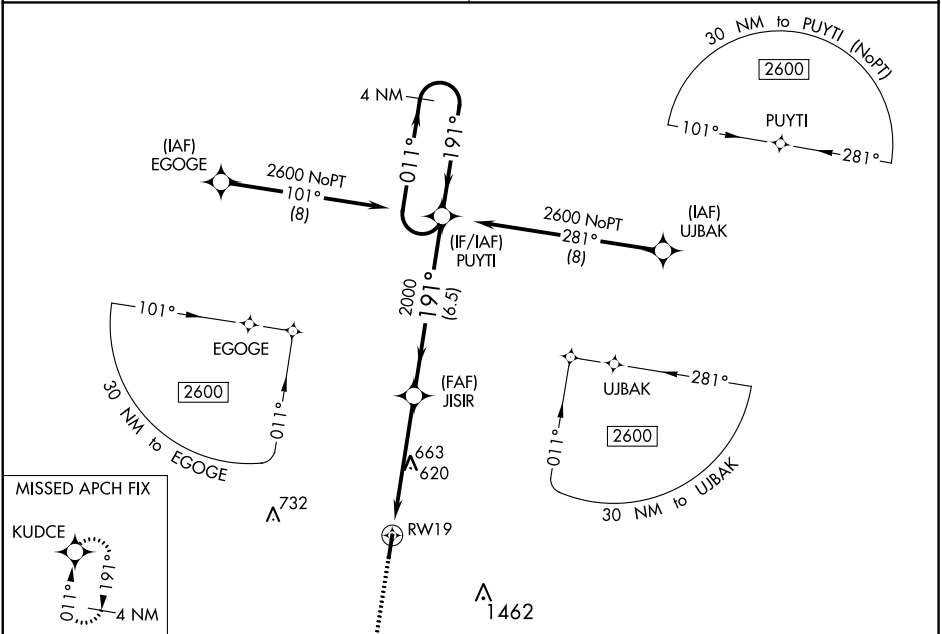 30 NM to PUYTI (NoPT)
2600
101°
PUYTI
281°
4 NM
011°
191°
(IAF)
EGOGE
2600 NoPT
101°
(8)
(IF/IAF)
PUYTI
2600 NoPT
281°
(8)
(IAF)
UJBAK
2000
191°
(6.5)
101°
EGOGE
2600
011°
30 NM to EGOGE
(FAF)
JISIR
UJBAK
281°
2600
011°
30 NM to UJBAK
663
620
732
RW19
1462
MISSED APCH FIX
KUDCE
011°
191°
4 NM